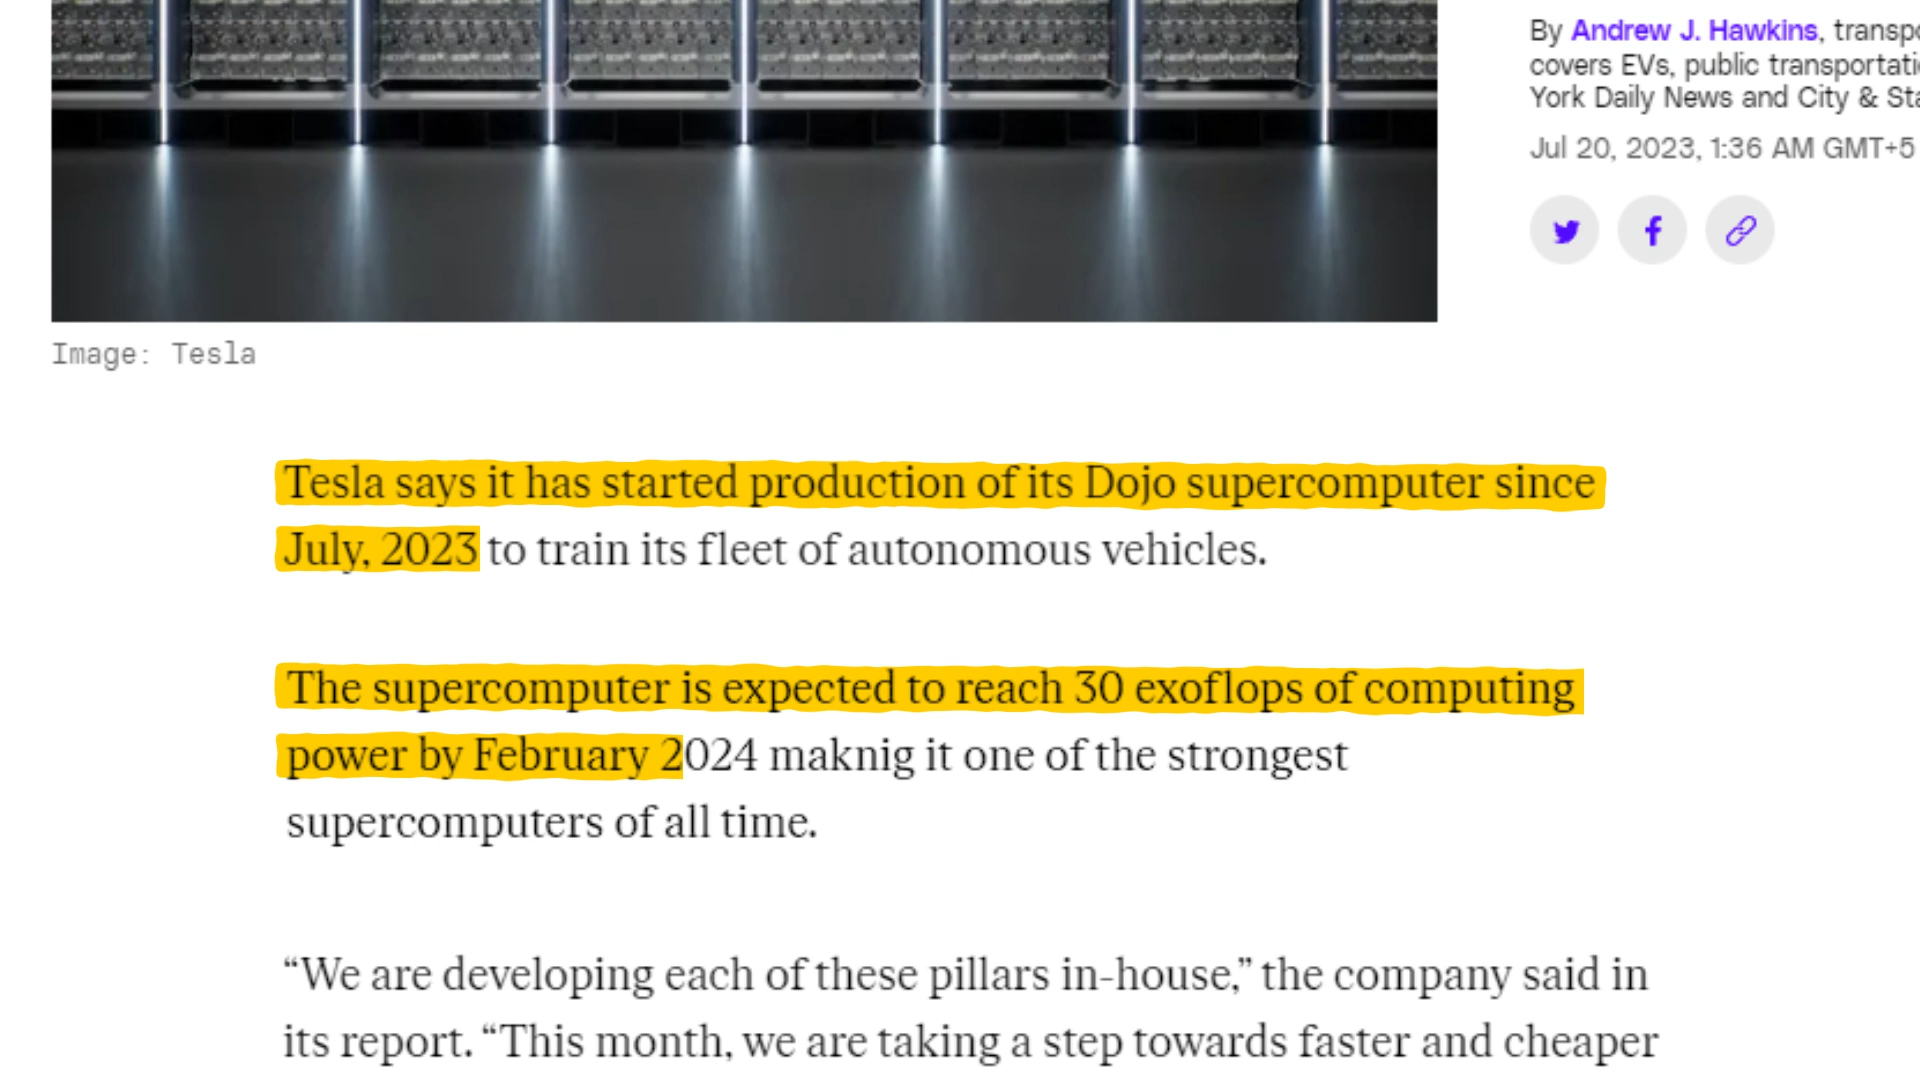 By Andrew J. Hawkins,
covers EVs, public
York Daily News and City &
Jul 20, 2023, 1:36 AM GMT+5
Image: Tesla
Tesla says it has started production of its Dojo supercomputer since
July, 2023 to train its fleet of autonomous vehicles.
The supercomputer is expected to reach 30 exoflops of computing
power by February 2024 maknig it one of the strongest
supercomputers of all time.
“We are developing each of these pillars in-house,” the company said in
its report. “This month, we are taking a step towards faster and cheaper